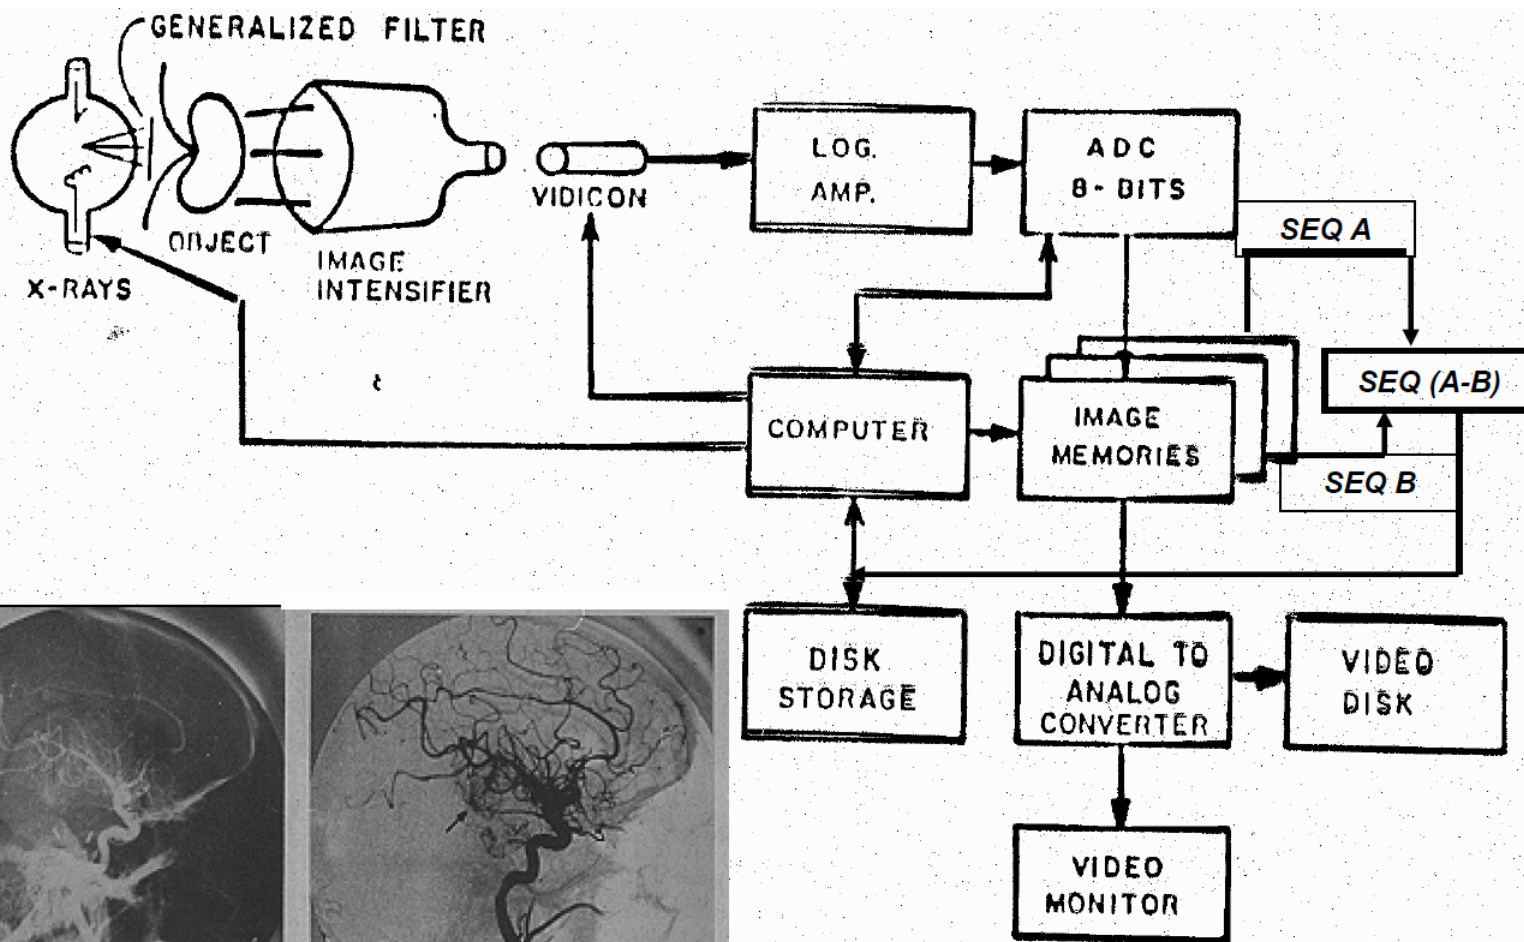 GENERALIZED FILTER
X-RAYS
OBJECT
IMAGE
INTENSIFIER
VIDICON
LOG.
AMP.
ADC
8-BITS
SEQ A
SEQ (A-B)
SEQ B
COMPUTER
IMAGE
MEMORIES
DISK
STORAGE
DIGITAL TO
ANALOG
CONVERTER
VIDEO
DISK
VIDEO
MONITOR